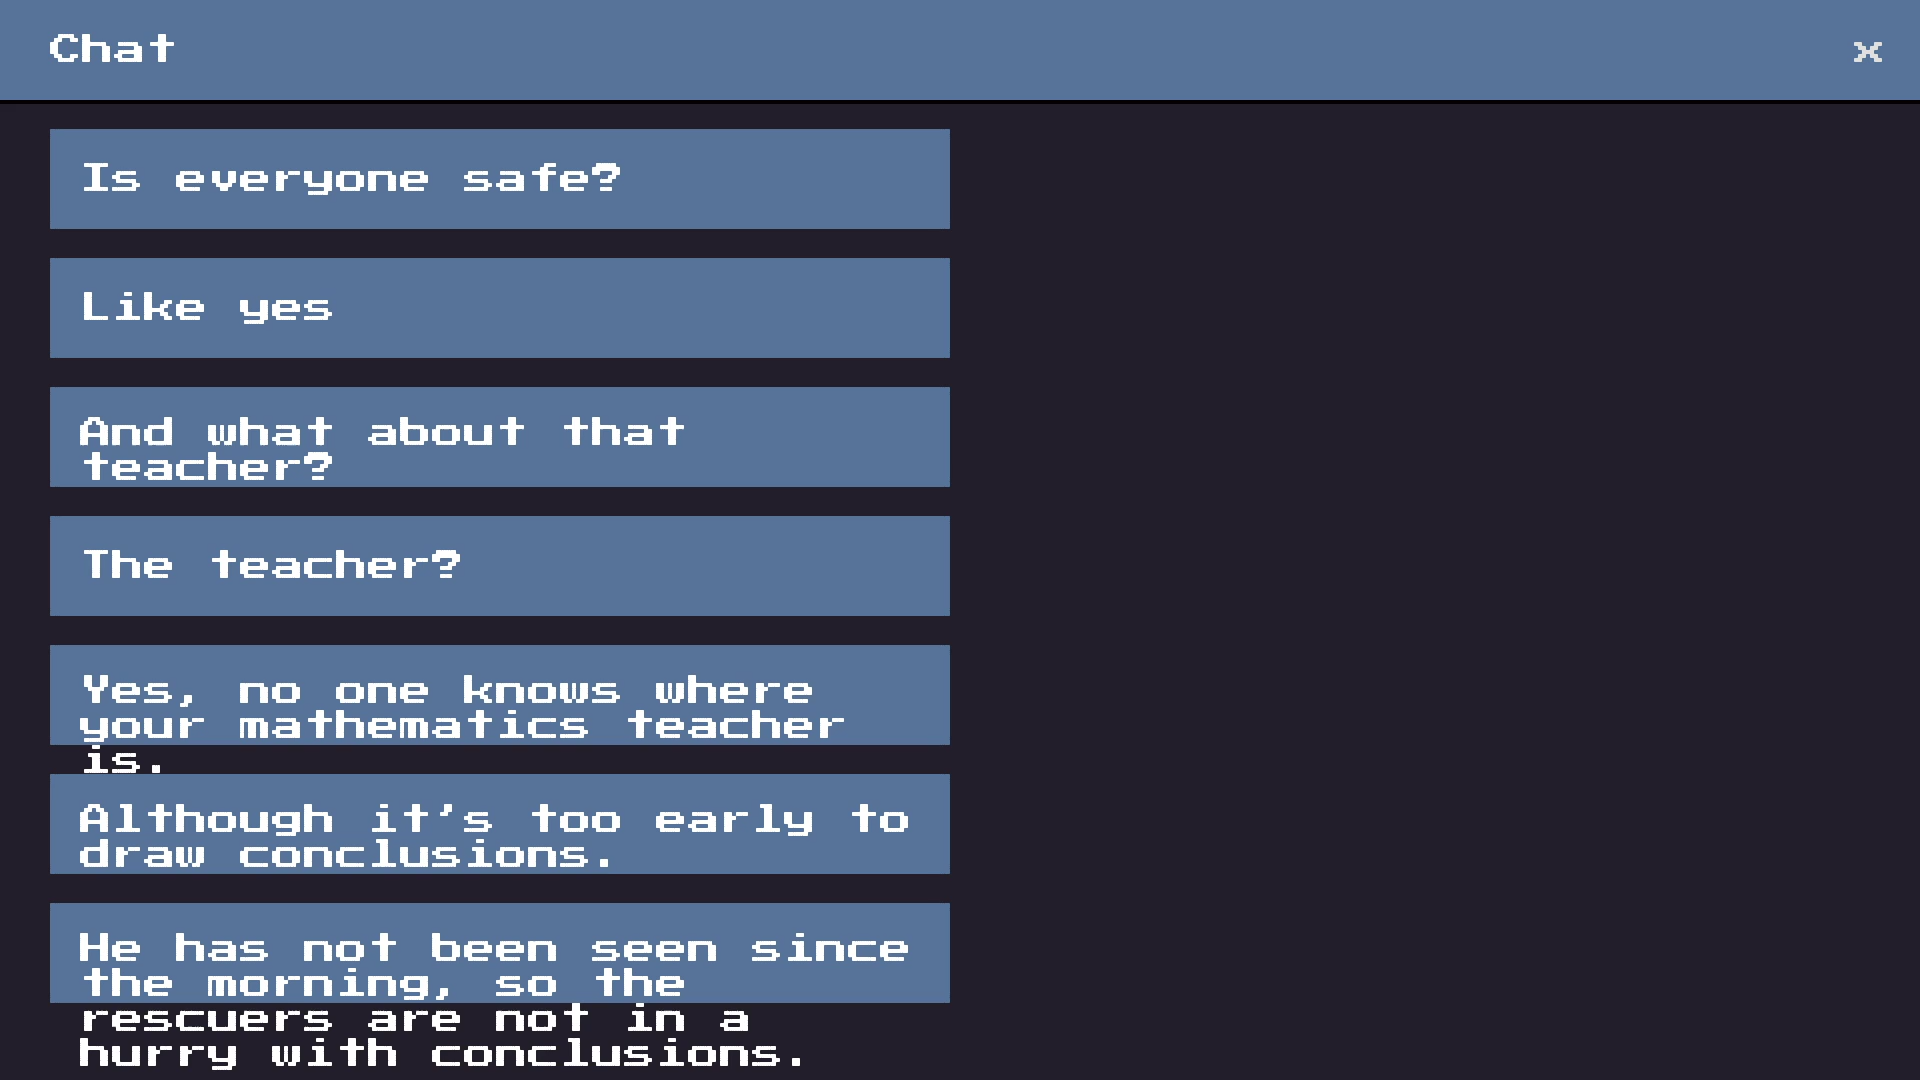 Chat
x
Is everyone safe?
Like yes
And what about that
teacher?
The teacher?
Yes, no one knows where
your mathematics teacher
is.
Although it's too early to
draw conclusions.
He has not been seen since
the morning, so the
rescuers are not in a
hurry with conclusions.